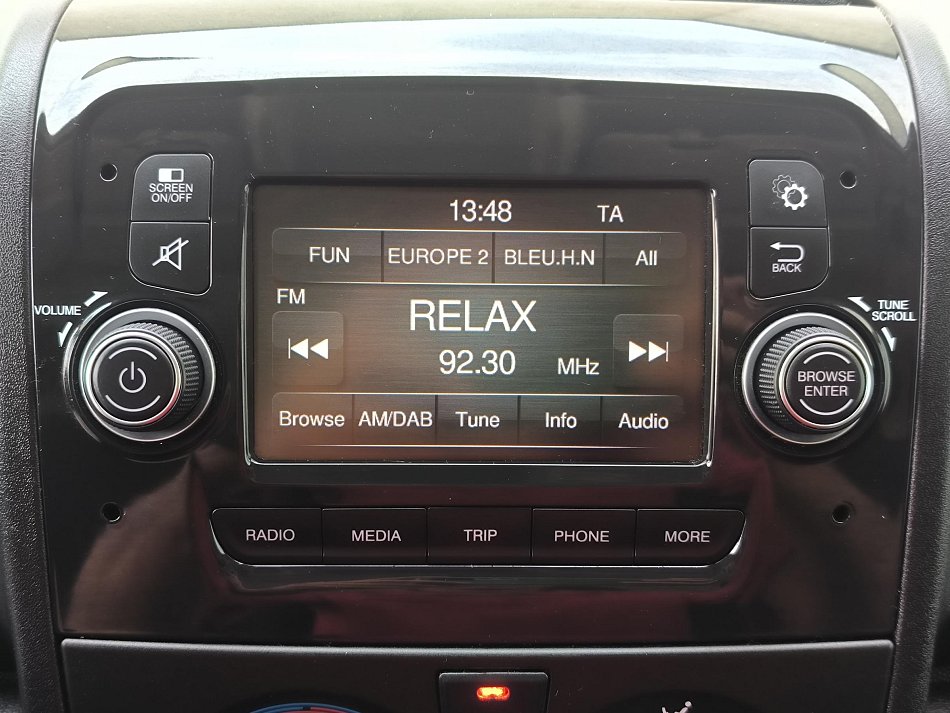 SCREEN
ON/OFF
13:48 TA
FUN EUROPE 2 BLEU.H.N All
BACK
VOLUME
FM
RELAX
92.30 MHz
TUNE
SCROLL
BROWSE
ENTER
Browse AM/DAB Tune Info Audio
RADIO MEDIA TRIP PHONE MORE